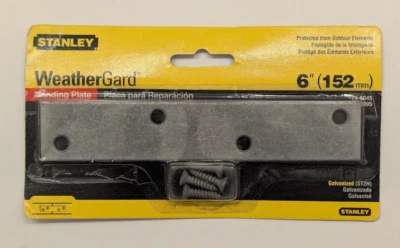 STANLEY
WeatherGard
Mending Plate Placa para Reparación
Protected from Outdoor Elements
Protegido de la Intemperie
Protégé des Éléments Extérieurs
6" (152 mm)
Galvanized (ST2H)
Galvanizado
Galvanisé